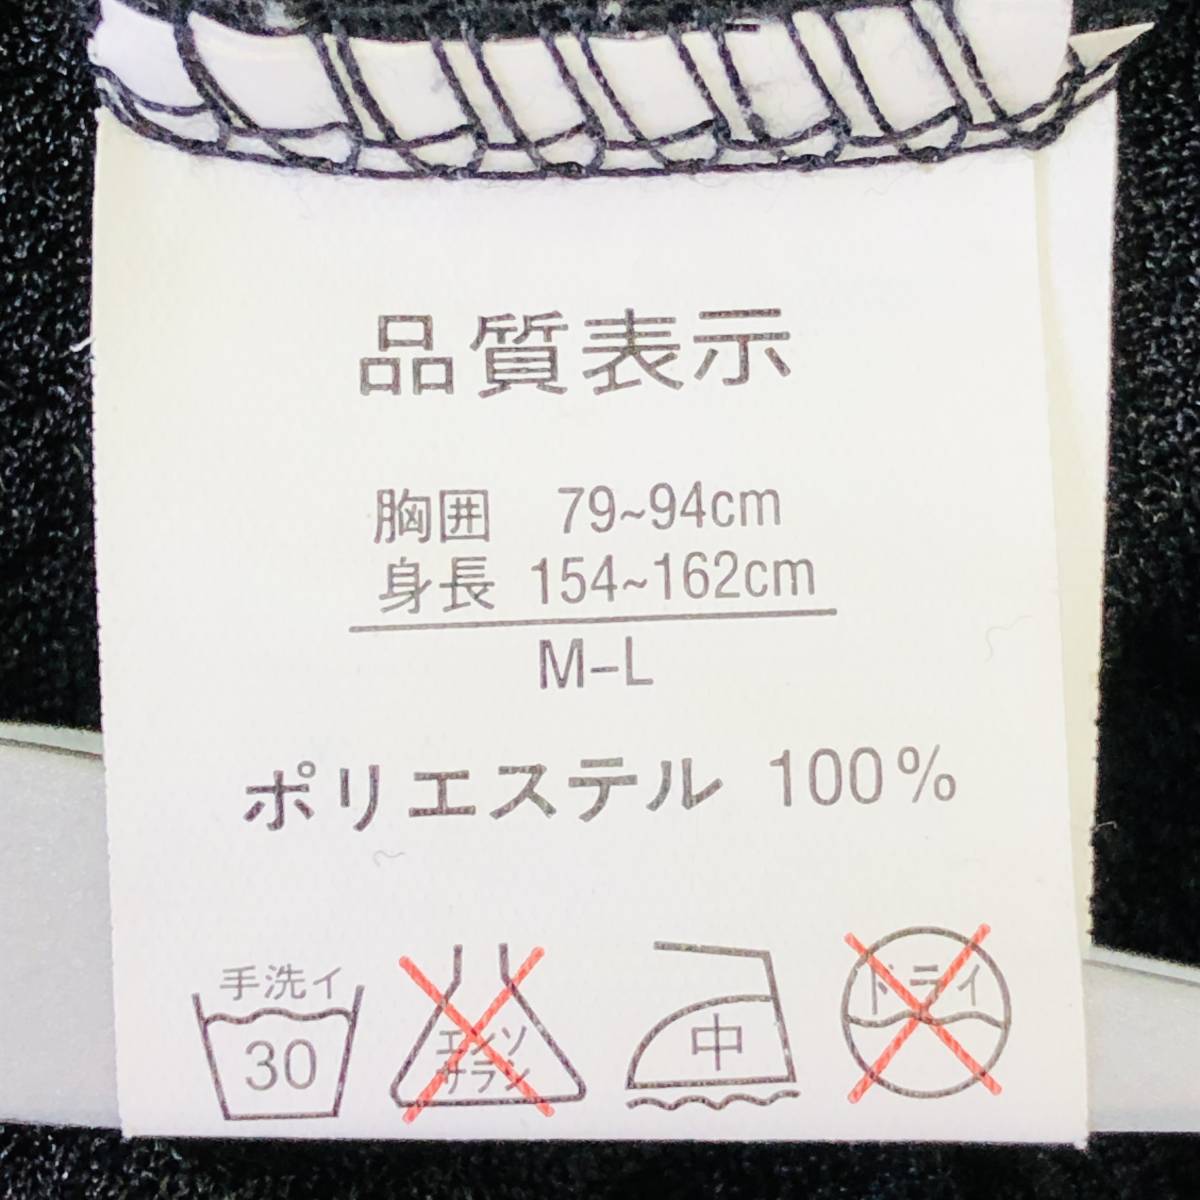 品質表示
胸囲 79~94cm
身長 154~162cm
M-L
ポリエステル 100%
手洗イ
30
エンソ
サラシ
中
ドライ